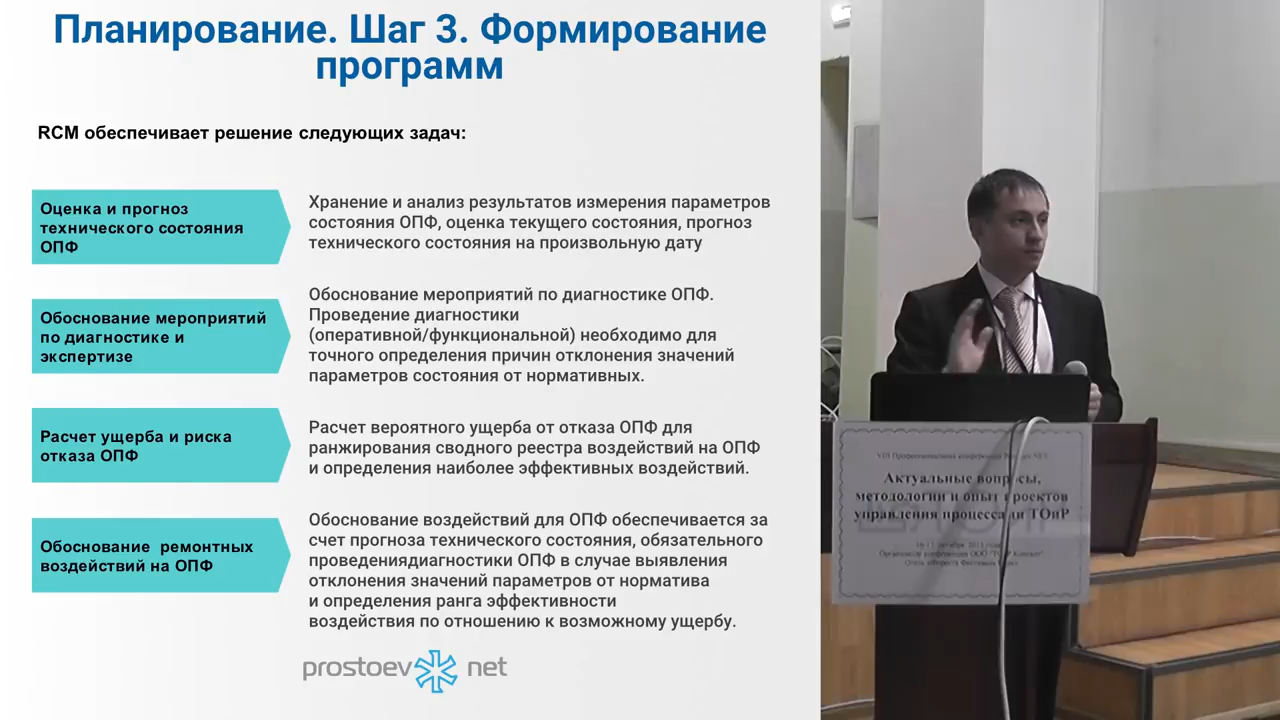 Планирование. Шаг 3. Формирование
программ
RCM обеспечивает решение следующих задач:
Оценка и прогноз
технического состояния
ОПФ
Хранение и анализ результатов измерения параметров
состояния ОПФ, оценка текущего состояния, прогноз
технического состояния на произвольную дату
Обоснование мероприятий
по диагностике и
экспертизе
Обоснование мероприятий по диагностике ОПФ.
Проведение диагностики
(оперативной/функциональной) необходимо для
точного определения причин отклонения значений
параметров состояния от нормативных.
Расчет ущерба и риска
отказа ОПФ
Расчет вероятного ущерба от отказа ОПФ для
ранжирования сводного реестра воздействий на ОПФ
и определения наиболее эффективных воздействий.
Обоснование ремонтных
воздействий на ОПФ
Обоснование воздействий для ОПФ обеспечивается за
счет прогноза технического состояния, обязательного
проведениядиагностики ОПФ в случае выявления
отклонения значений параметров от норматива
и определения ранга эффективности
воздействия по отношению к возможному ущербу.
prostoev net
VIII Профессиональная конференция
Актуальные вопросы,
методологии и опыт проектов
управления процессами ТОиР
Организатор конференции ООО